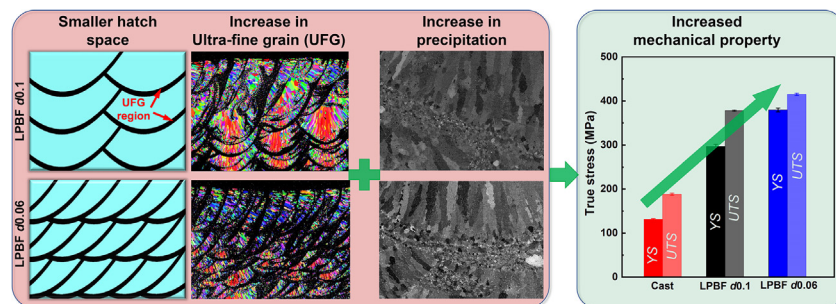 Smaller hatch
space
Increase in
Ultra-fine grain (UFG)
Increase in
precipitation
LPBF d0.1
UFG
region
LPBF d0.06
Increased
mechanical property
True stress (MPa)
500
400
300
200
100
0
YS
UTS
YS
UTS
YS
UTS
Cast
LPBF d0.1
LPBF d0.06